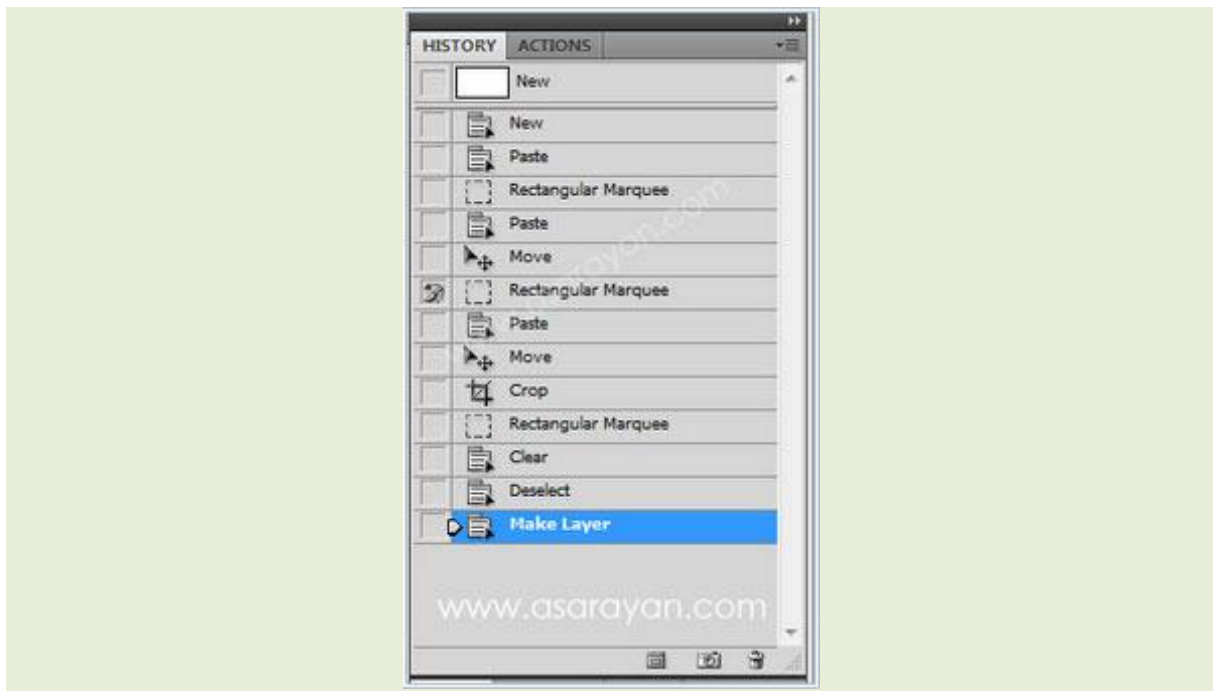 HISTORY ACTIONS
New
New
Paste
Rectangular Marquee
Paste
Move
Rectangular Marquee
Paste
Move
Crop
Rectangular Marquee
Clear
Deselect
Make Layer
www.asarayan.com